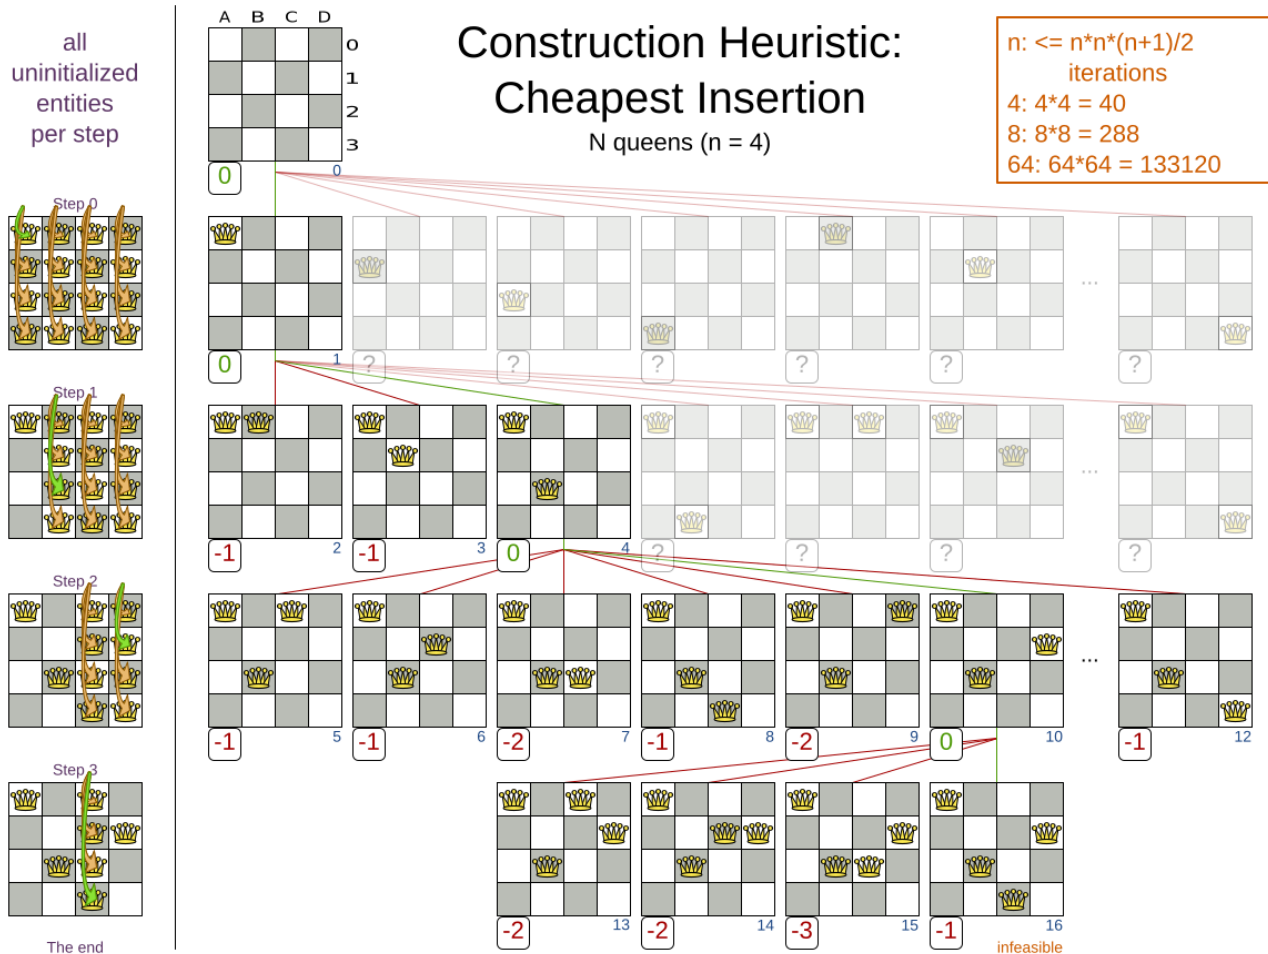 all
uninitialized
entities
per step
A B C D
0
1
2
3
0
0
Construction Heuristic:
Cheapest Insertion
N queens (n = 4)
n: <= n*n*(n+1)/2
iterations
4: 4*4 = 40
8: 8*8 = 288
64: 64*64 = 133120
Step 0
0 1 ? ? ? ? ? ... ?
Step 1
-1 2 -1 3 0 4 ? ? ? ... ?
Step 2
-1 5 -1 6 -2 7 -1 8 -2 9 0 10 ... -1 12
Step 3
-2 13 -2 14 -3 15 -1 16
The end
infeasible